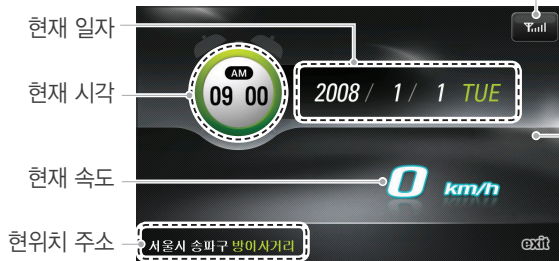 현재 일자
현재 시각
AM
09 00
2008 / 1 / 1 TUE
현재 속도
0 km/h
현위치 주소
서울시 송파구 방이사거리
exit